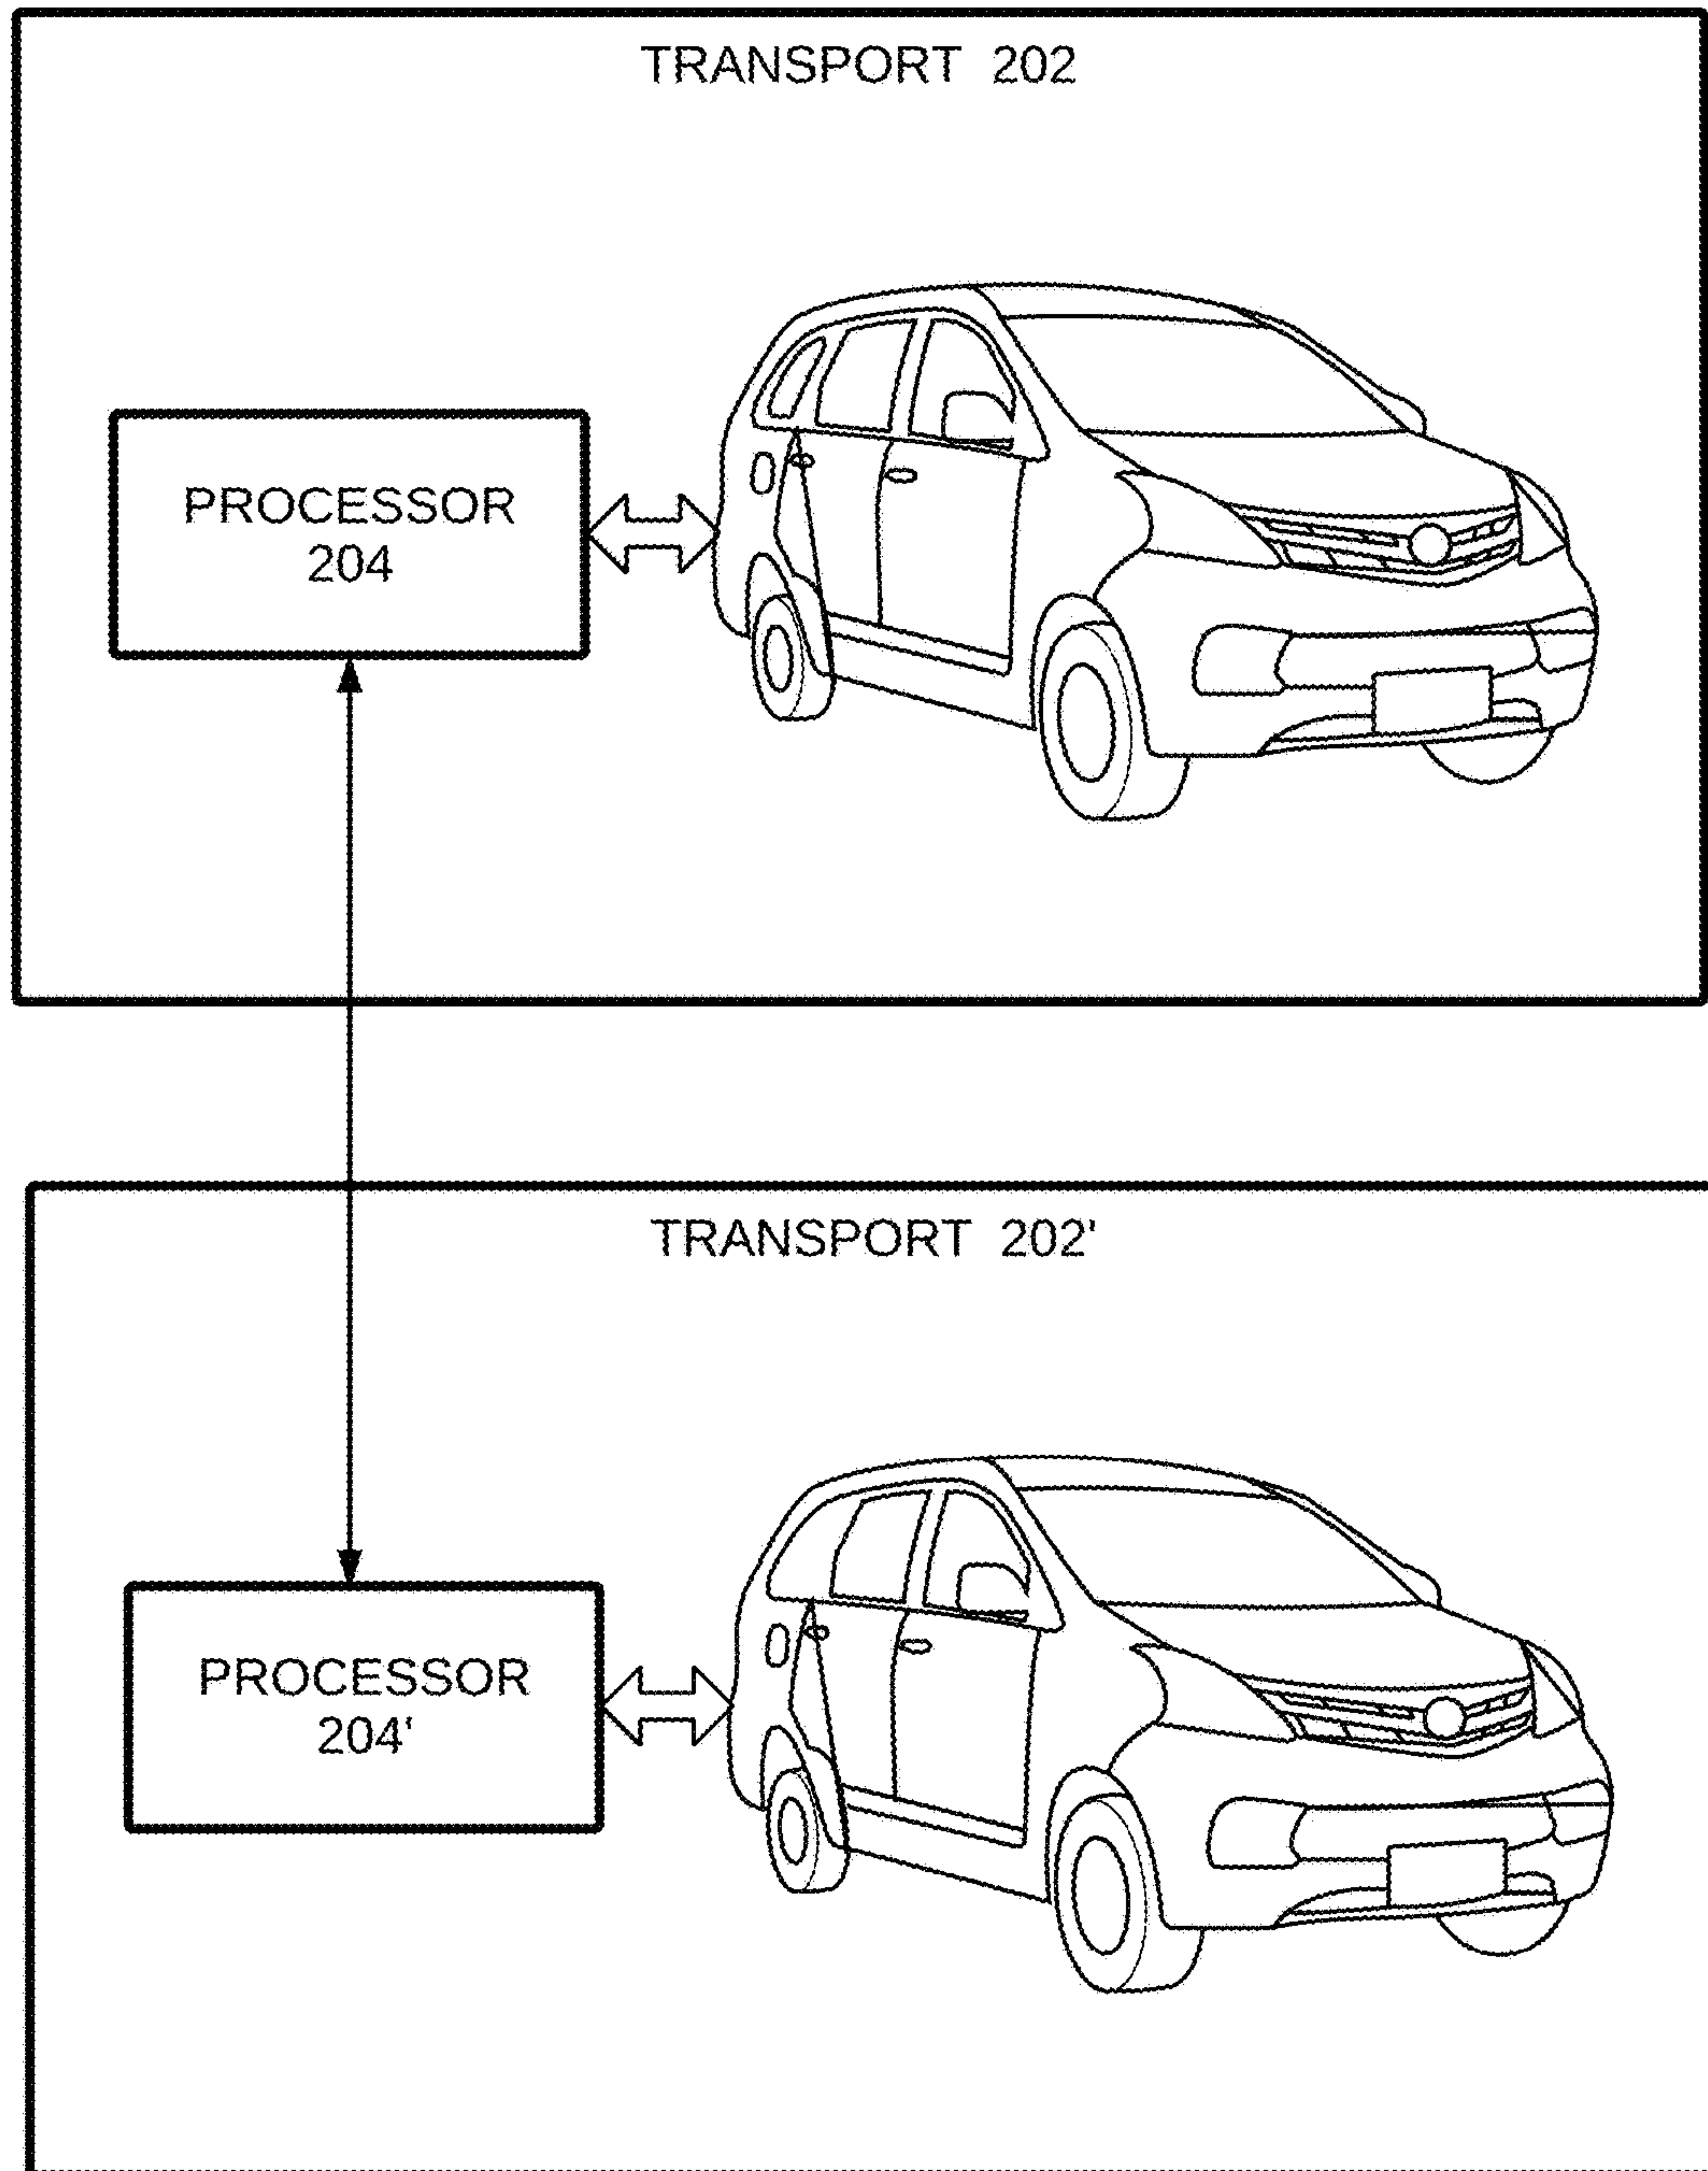 TRANSPORT 202
PROCESSOR
204
TRANSPORT 202'
PROCESSOR
204'